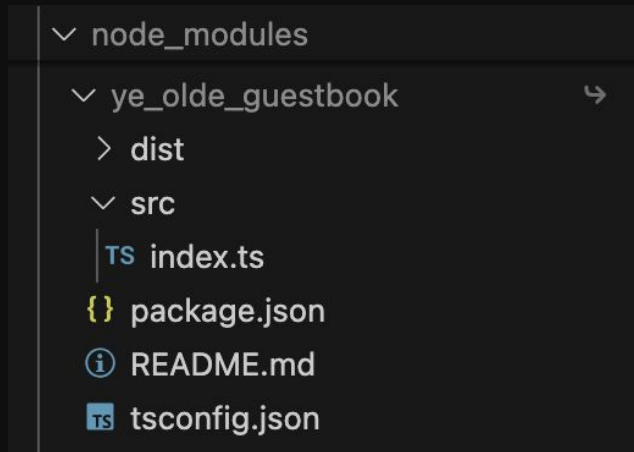 node_modules
ye_olde_guestbook
dist
src
TS index.ts
{} package.json
README.md
TS tsconfig.json